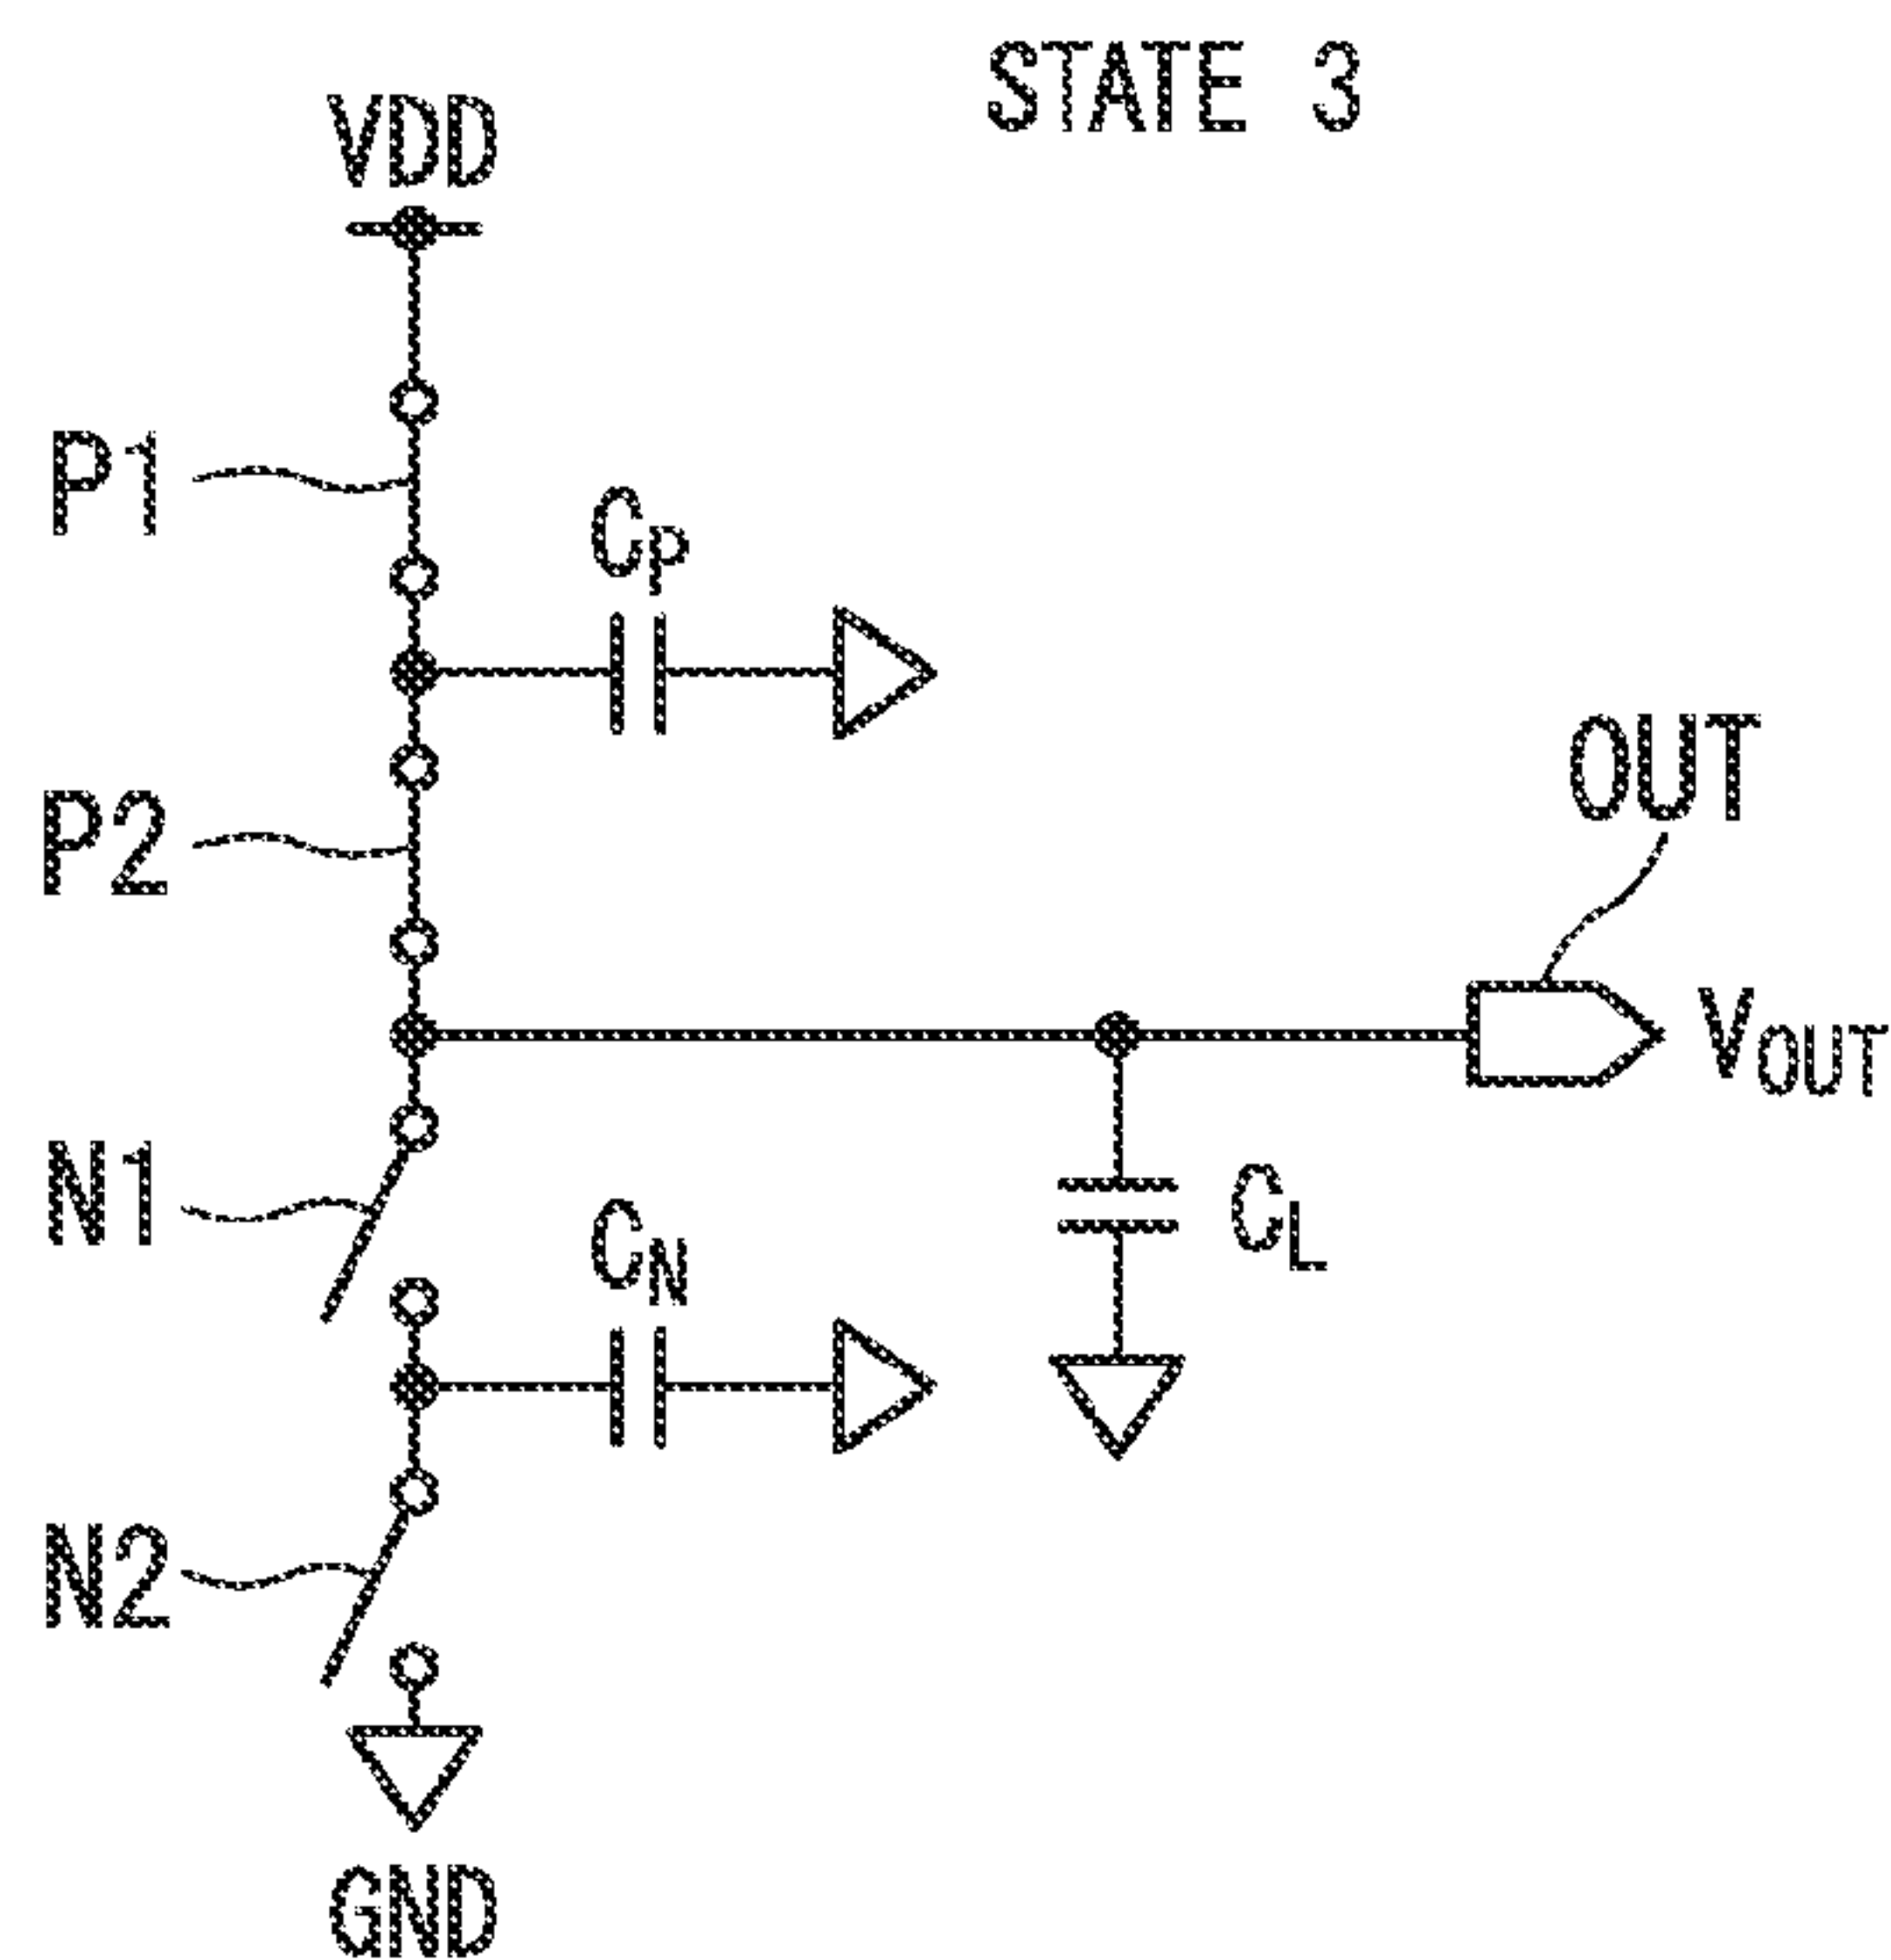 STATE 3
VDD
P1
CP
P2
OUT
VOUT
N1
CN
CL
N2
GND